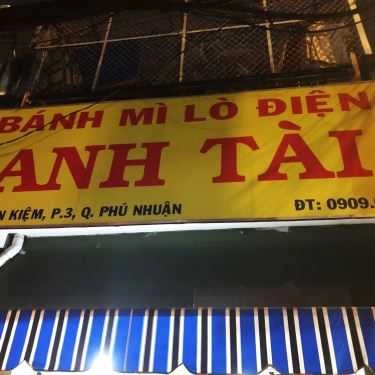 BÁNH MÌ LÒ ĐIỆN
ANH TÀI
KIỆM, P.3, Q. PHÚ NHUẬN ĐT: 0909.